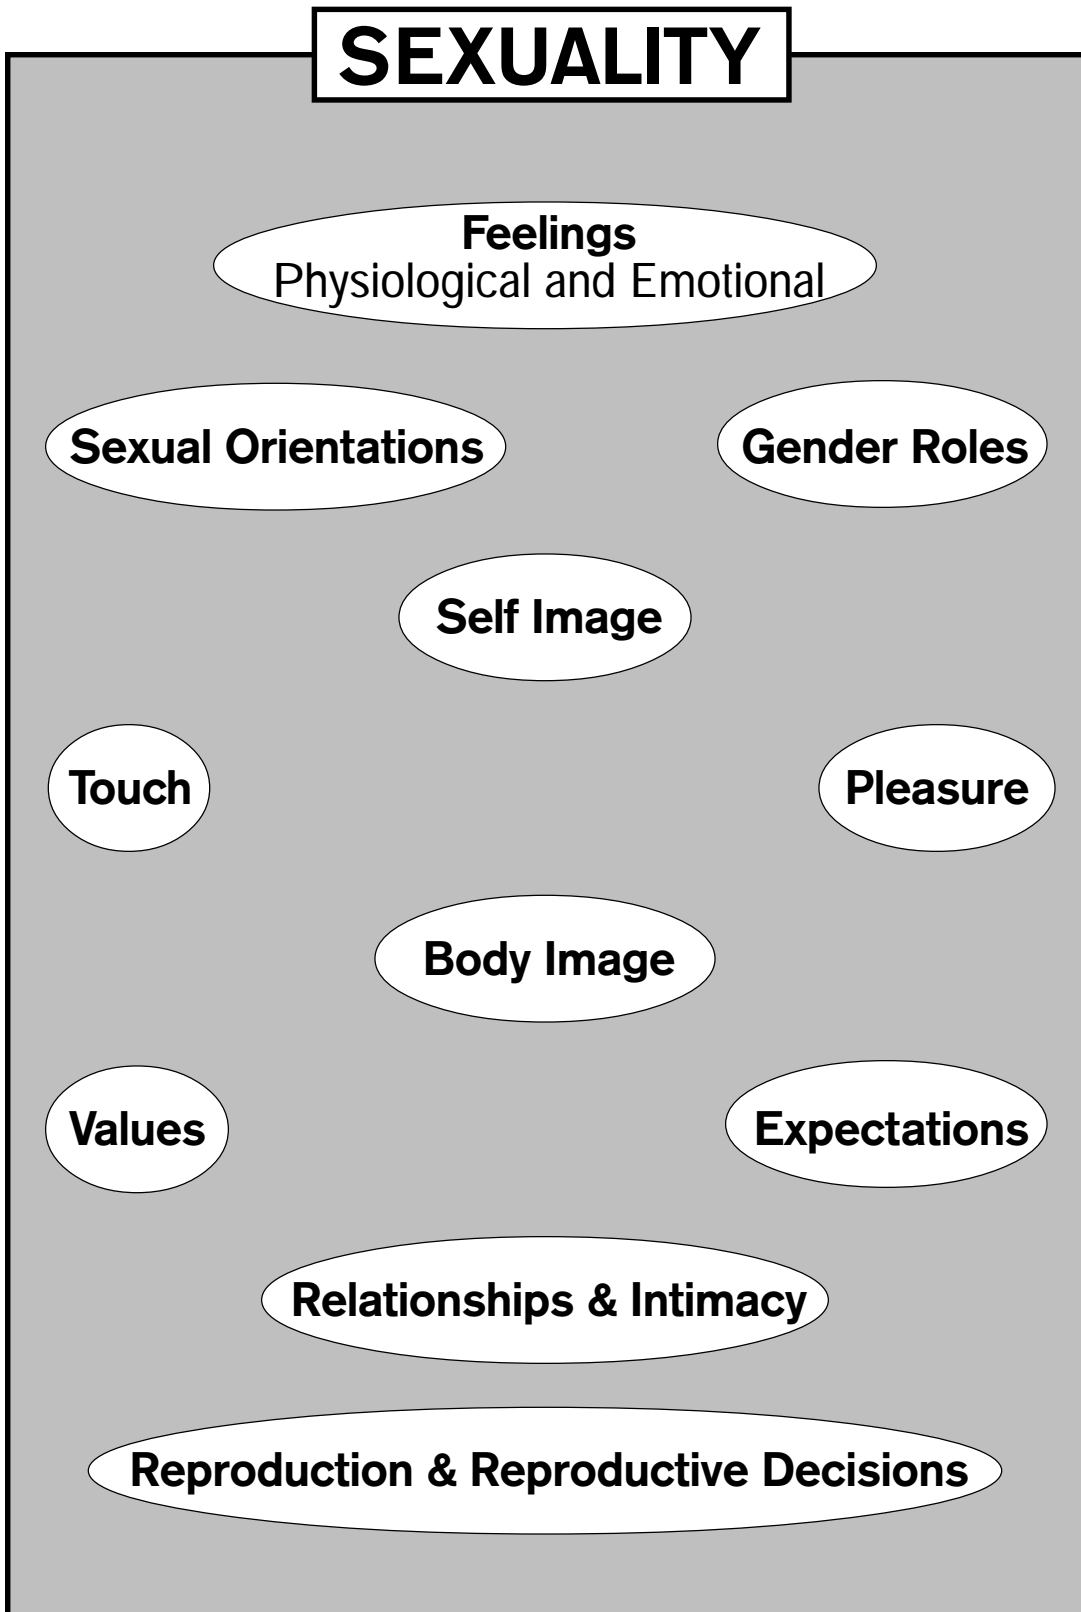 SEXUALITY
Feelings
Physiological and Emotional
Sexual Orientations
Gender Roles
Self Image
Touch
Pleasure
Body Image
Values
Expectations
Relationships & Intimacy
Reproduction & Reproductive Decisions